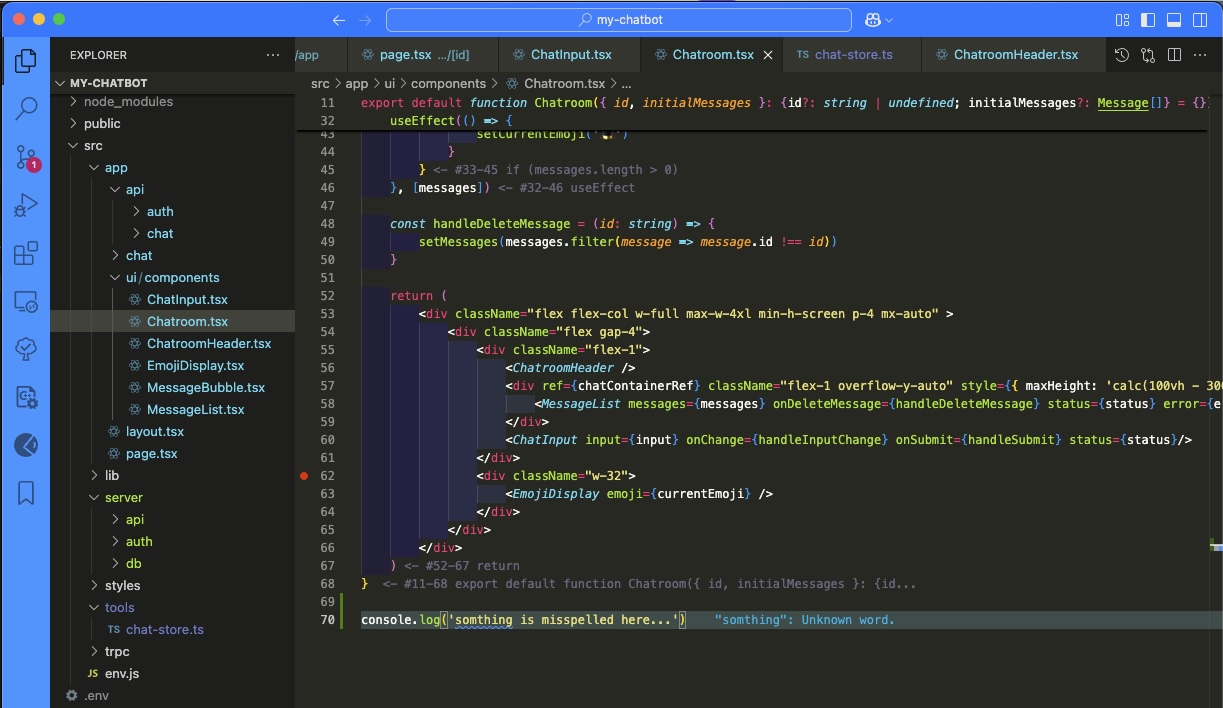 my-chatbot
EXPLORER
MY-CHATBOT
node_modules
public
src
app
api
auth
chat
chat
ui/components
ChatInput.tsx
Chatroom.tsx
ChatroomHeader.tsx
EmojiDisplay.tsx
MessageBubble.tsx
MessageList.tsx
layout.tsx
page.tsx
lib
server
api
auth
db
styles
tools
TS chat-store.ts
trpc
JS env.js
.env
1
/app page.tsx .../[id] ChatInput.tsx Chatroom.tsx TS chat-store.ts ChatroomHeader.tsx
src > app > ui > components > Chatroom.tsx > ...
11 export default function Chatroom({ id, initialMessages }: {id?: string | undefined; initialMessages?: Message[]} = {}
32 useEffect(() => {
43 setCurrentEmoji(' ')
44 }
45 } <- #33-45 if (messages.length > 0)
46 }, [messages]) <- #32-46 useEffect
47
48 const handleDeleteMessage = (id: string) => {
49 setMessages(messages.filter(message => message.id !== id))
50 }
51
52 return (
53 <div className="flex flex-col w-full max-w-4xl min-h-screen p-4 mx-auto" >
54 <div className="flex gap-4">
55 <div className="flex-1">
56 <ChatroomHeader />
57 <div ref={chatContainerRef} className="flex-1 overflow-y-auto" style={{ maxHeight: 'calc(100vh - 300
58 <MessageList messages={messages} onDeleteMessage={handleDeleteMessage} status={status} error={e
59 </div>
60 <ChatInput input={input} onChange={handleInputChange} onSubmit={handleSubmit} status={status}/>
61 </div>
62 <div className="w-32">
63 <EmojiDisplay emoji={currentEmoji} />
64 </div>
65 </div>
66 </div>
67 ) <- #52-67 return
68 } <- #11-68 export default function Chatroom({ id, initialMessages }: {id...
69
70 console.log('somthing is misspelled here...') "somthing": Unknown word.